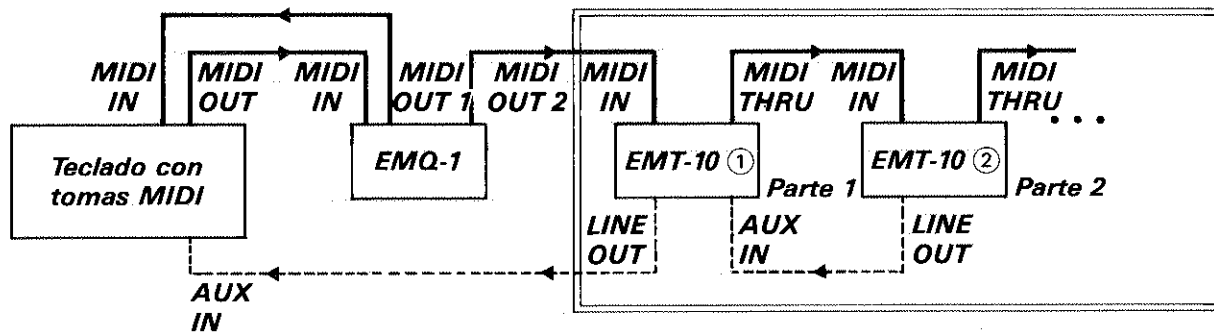 MIDI IN
MIDI OUT
MIDI IN
MIDI OUT 1
MIDI OUT 2
MIDI IN
MIDI THRU
MIDI IN
MIDI THRU
Teclado con
tomas MIDI
EMQ-1
EMT-10 ①
Parte 1
EMT-10 ②
Parte 2
• • •
AUX IN
LINE OUT
AUX IN
LINE OUT